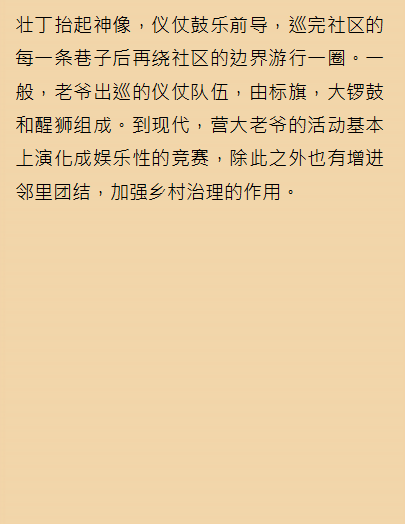 壮丁抬起神像，仪仗鼓乐前导，巡完社区的
每一条巷子后再绕社区的边界游行一圈。一
般，老爷出巡的仪仗队伍，由标旗，大锣鼓
和醒狮组成。到现代，营大老爷的活动基本
上演化成娱乐性的竞赛，除此之外也有增进
邻里团结，加强乡村治理的作用。